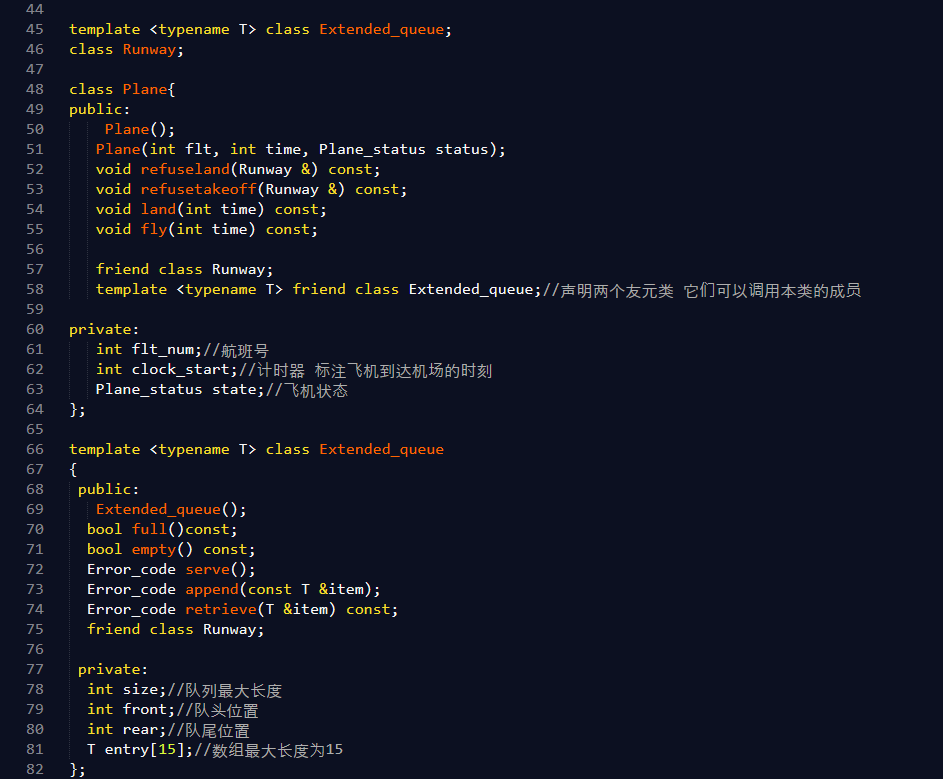 44
45 template <typename T> class Extended_queue;
46 class Runway;
47
48 class Plane{
49 public:
50     Plane();
51    Plane(int flt, int time, Plane_status status);
52    void refuseland(Runway &) const;
53    void refusetakeoff(Runway &) const;
54    void land(int time) const;
55    void fly(int time) const;
56
57    friend class Runway;
58    template <typename T> friend class Extended_queue;//声明两个友元类 它们可以调用本类的成员
59
60 private:
61    int flt_num;//航班号
62    int clock_start;//计时器 标注飞机到达机场的时刻
63    Plane_status state;//飞机状态
64 };
65
66 template <typename T> class Extended_queue
67 {
68  public:
69    Extended_queue();
70   bool full()const;
71   bool empty() const;
72   Error_code serve();
73   Error_code append(const T &item);
74   Error_code retrieve(T &item) const;
75   friend class Runway;
76
77  private:
78   int size;//队列最大长度
79   int front;//队头位置
80   int rear;//队尾位置
81   T entry[15];//数组最大长度为15
82 };